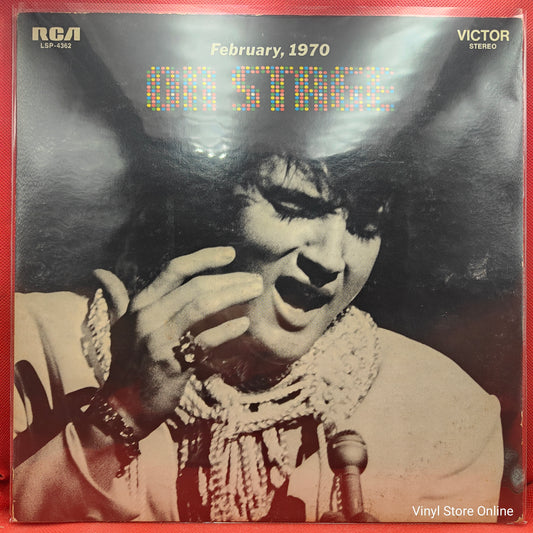 RCA
LSP-4362
February, 1970
VICTOR
STEREO
ON STAGE
Vinyl Store Online